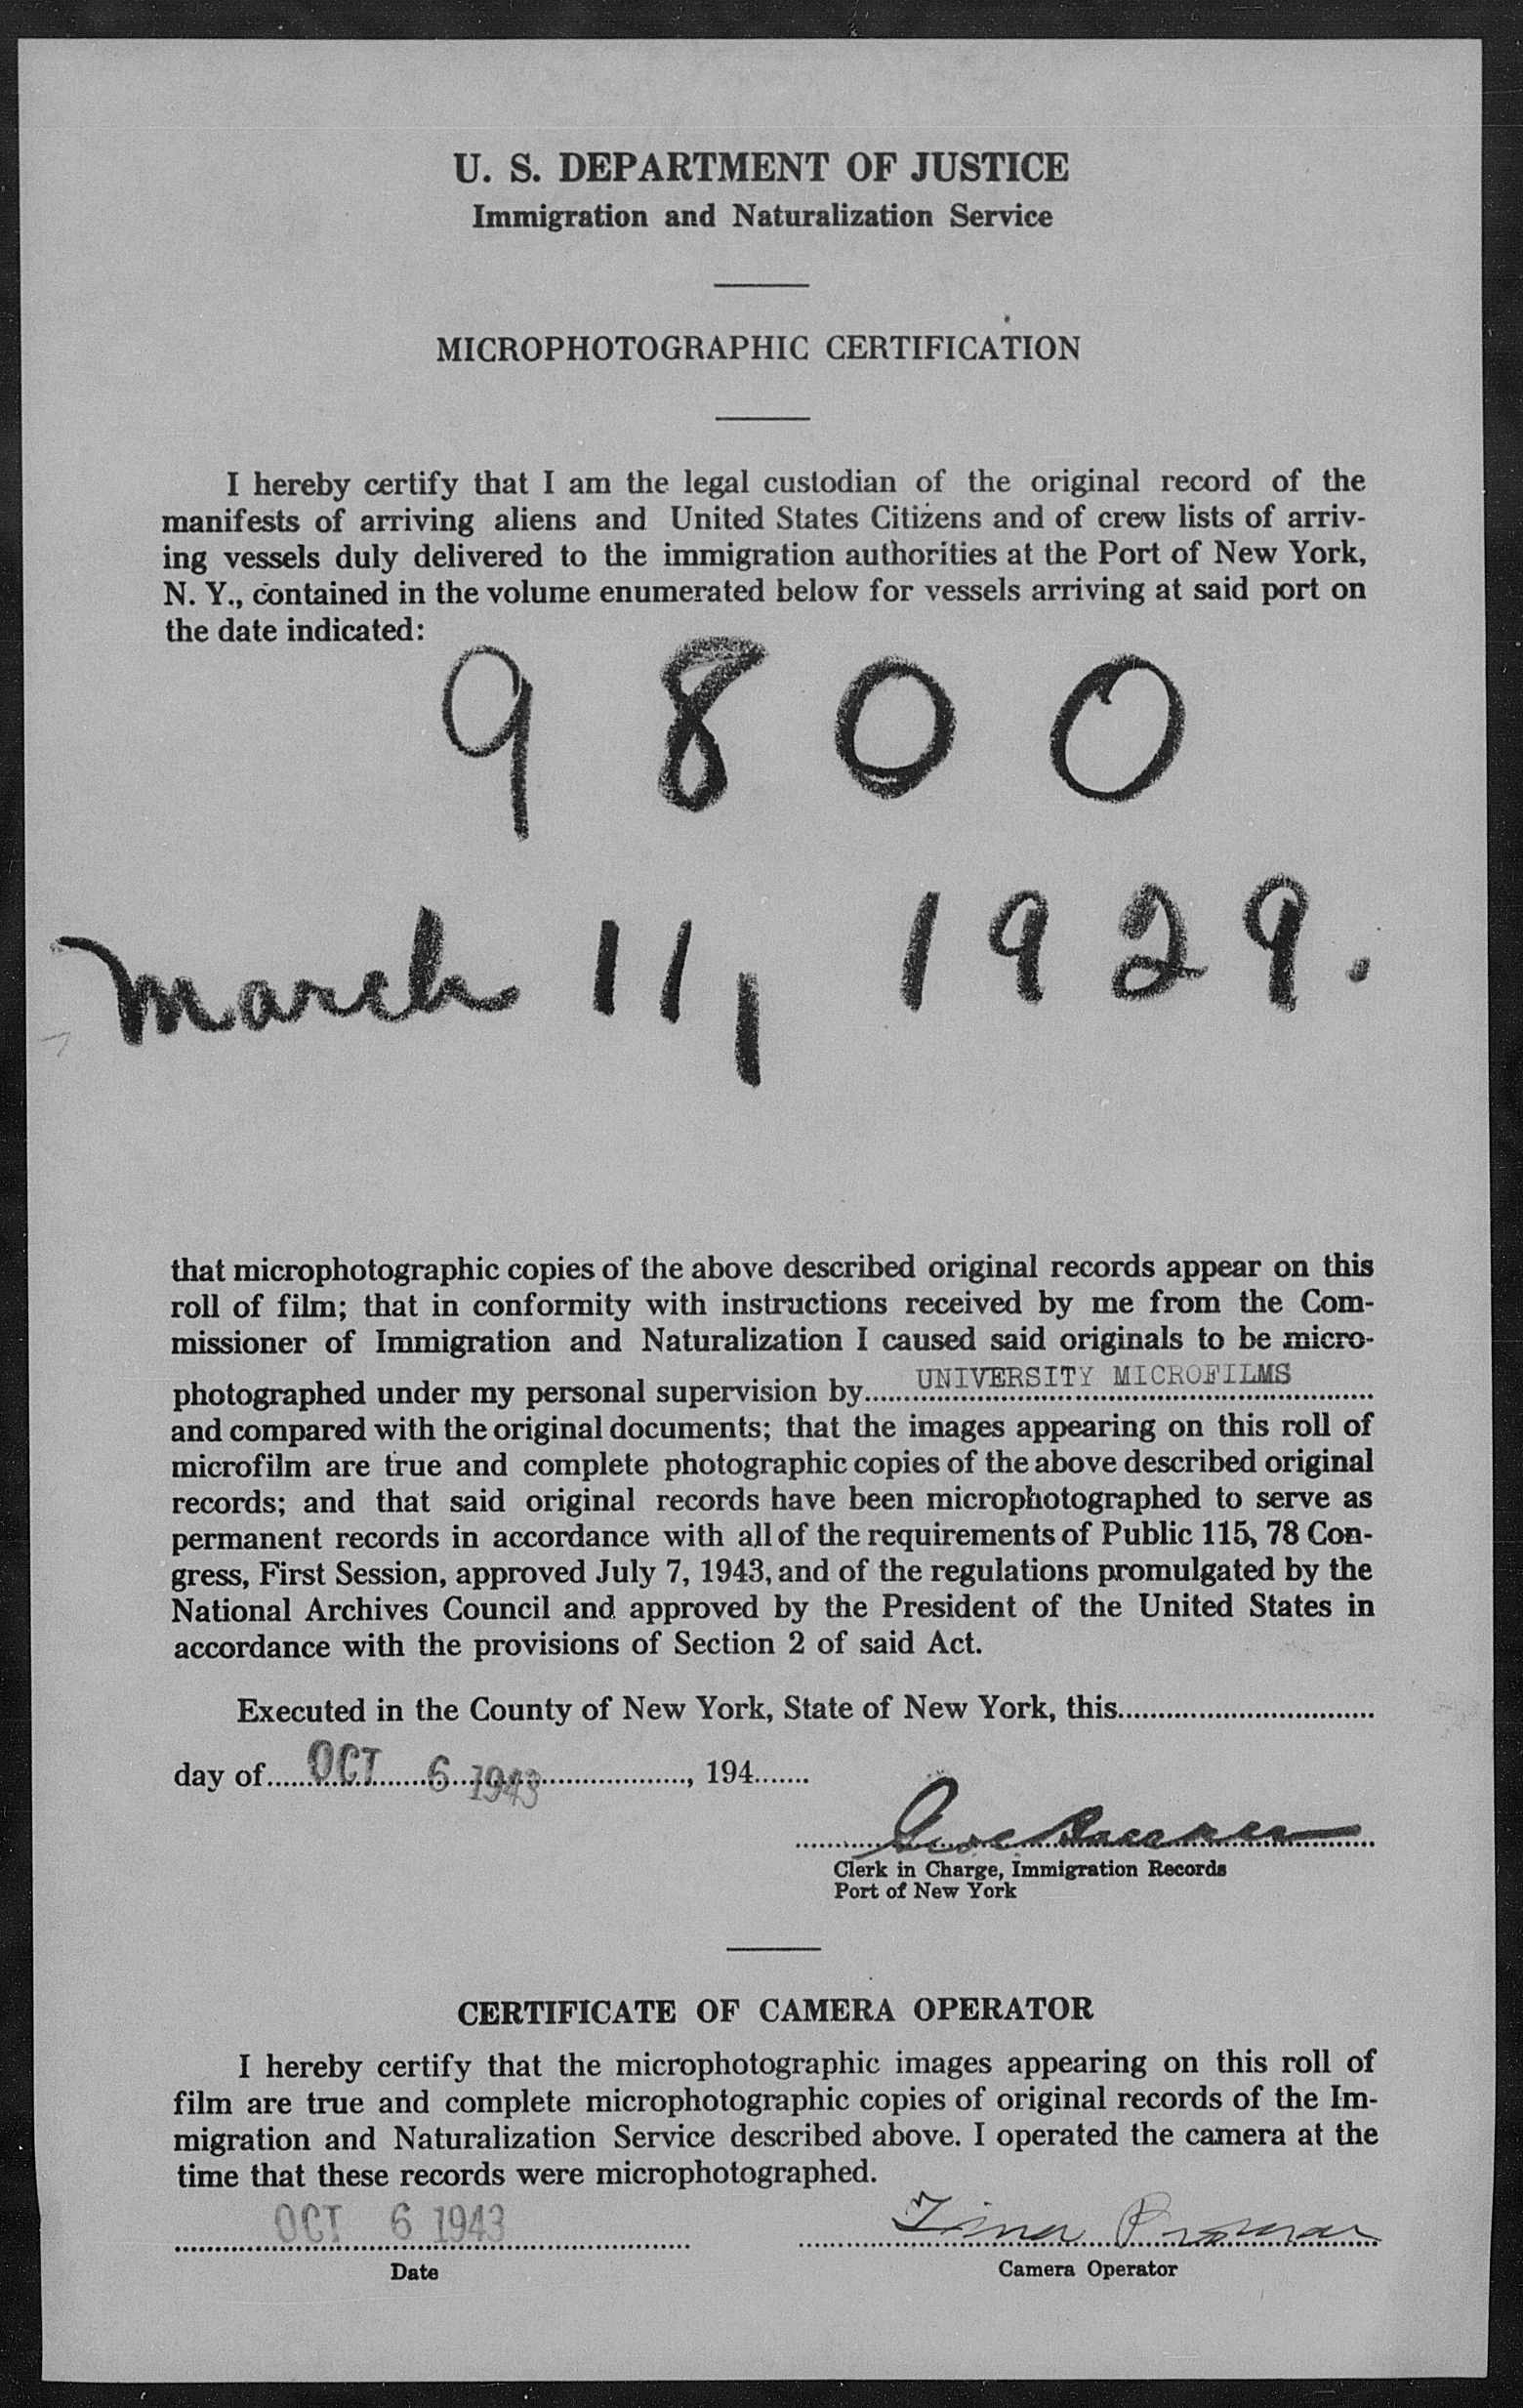 U. S. DEPARTMENT OF JUSTICE
Immigration and Naturalization Service
MICROPHOTOGRAPHIC CERTIFICATION
I hereby certify that I am the legal custodian of the original record of the
manifests of arriving aliens and United States Citizens and of crew lists of arriv-
ing vessels duly delivered to the immigration authorities at the Port of New York,
N. Y., contained in the volume enumerated below for vessels arriving at said port on
the date indicated:
9800
March 11, 1929.
that microphotographic copies of the above described original records appear on this
roll of film; that in conformity with instructions received by me from the Com-
missioner of Immigration and Naturalization I caused said originals to be micro-
photographed under my personal supervision by UNIVERSITY MICROFILMS
and compared with the original documents; that the images appearing on this roll of
microfilm are true and complete photographic copies of the above described original
records; and that said original records have been microphotographed to serve as
permanent records in accordance with all of the requirements of Public 115, 78 Con-
gress, First Session, approved July 7, 1943, and of the regulations promulgated by the
National Archives Council and approved by the President of the United States in
accordance with the provisions of Section 2 of said Act.
Executed in the County of New York, State of New York, this
day of OCT 6 1943, 194
Clerk in Charge, Immigration Records
Port of New York
CERTIFICATE OF CAMERA OPERATOR
I hereby certify that the microphotographic images appearing on this roll of
film are true and complete microphotographic copies of original records of the Im-
migration and Naturalization Service described above. I operated the camera at the
time that these records were microphotographed.
OCT 6 1943
Date
Camera Operator